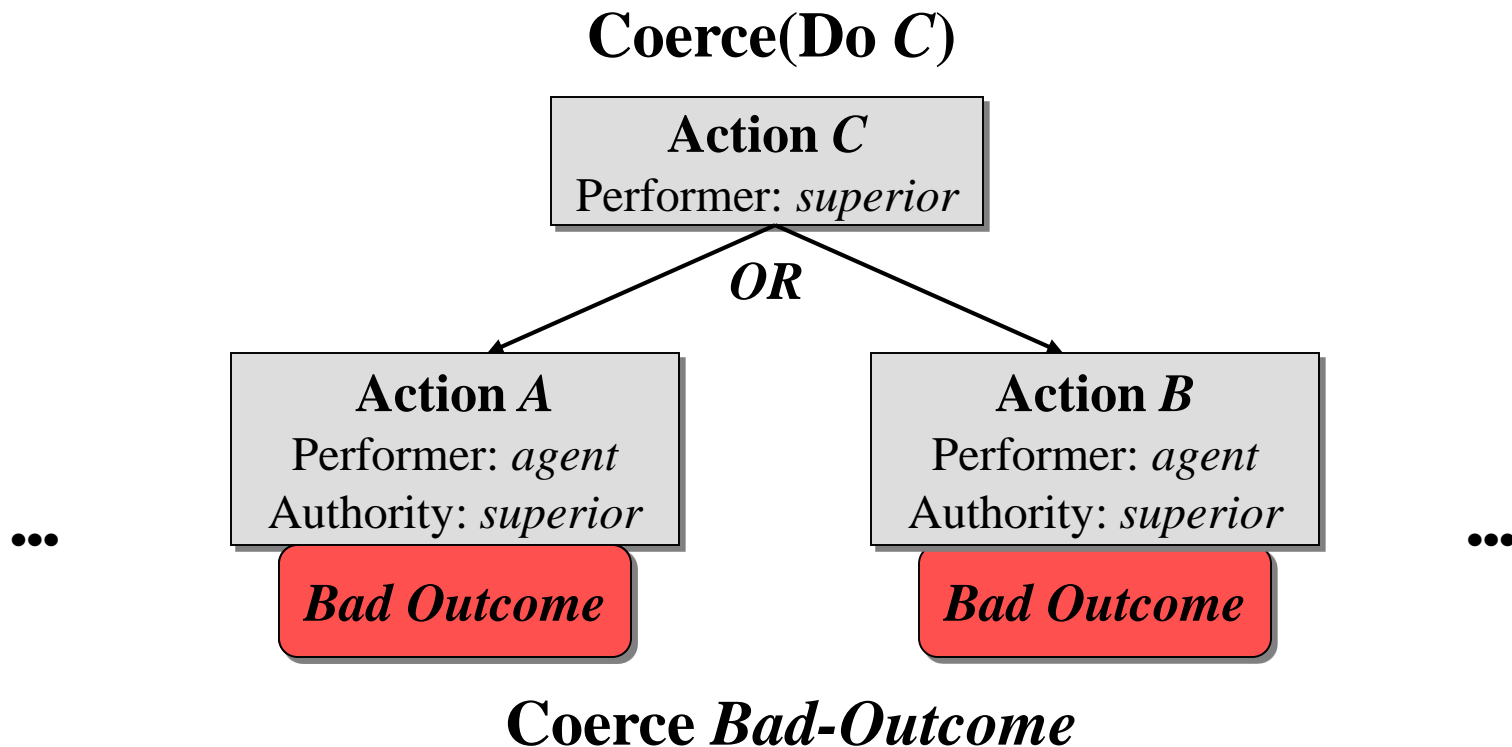 Coerce(Do C)
Action C
Performer: superior
OR
Action A
Performer: agent
Authority: superior
Action B
Performer: agent
Authority: superior
•••
•••
Bad Outcome
Bad Outcome
Coerce Bad-Outcome